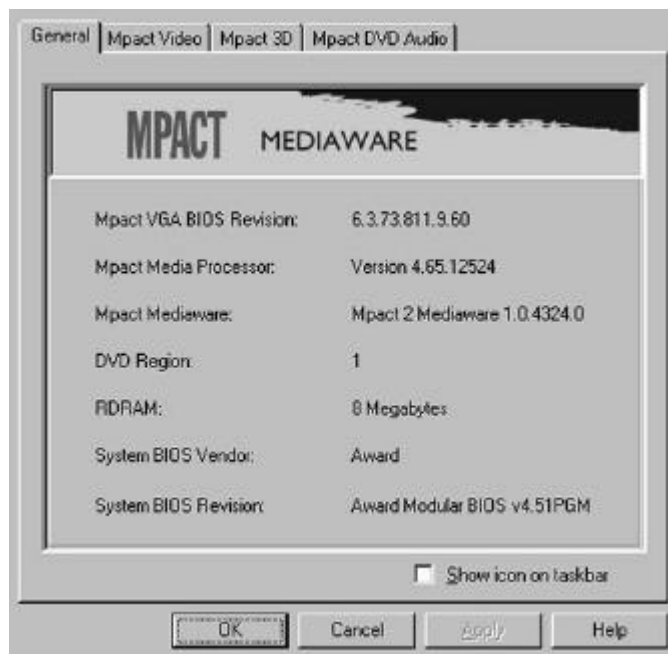 General Mpact Video Mpact 3D Mpact DVD Audio
MPACT MEDIAWARE
Mpact VGA BIOS Revision: 6.3.73.811.9.60
Mpact Media Processor: Version 4.65.12524
Mpact Mediaware: Mpact 2 Mediaware 1.0.4324.0
DVD Region: 1
RDRAM: 8 Megabytes
System BIOS Vendor: Award
System BIOS Revision: Award Modular BIOS v4.51PGM
Show icon on taskbar
OK Cancel Apply Help